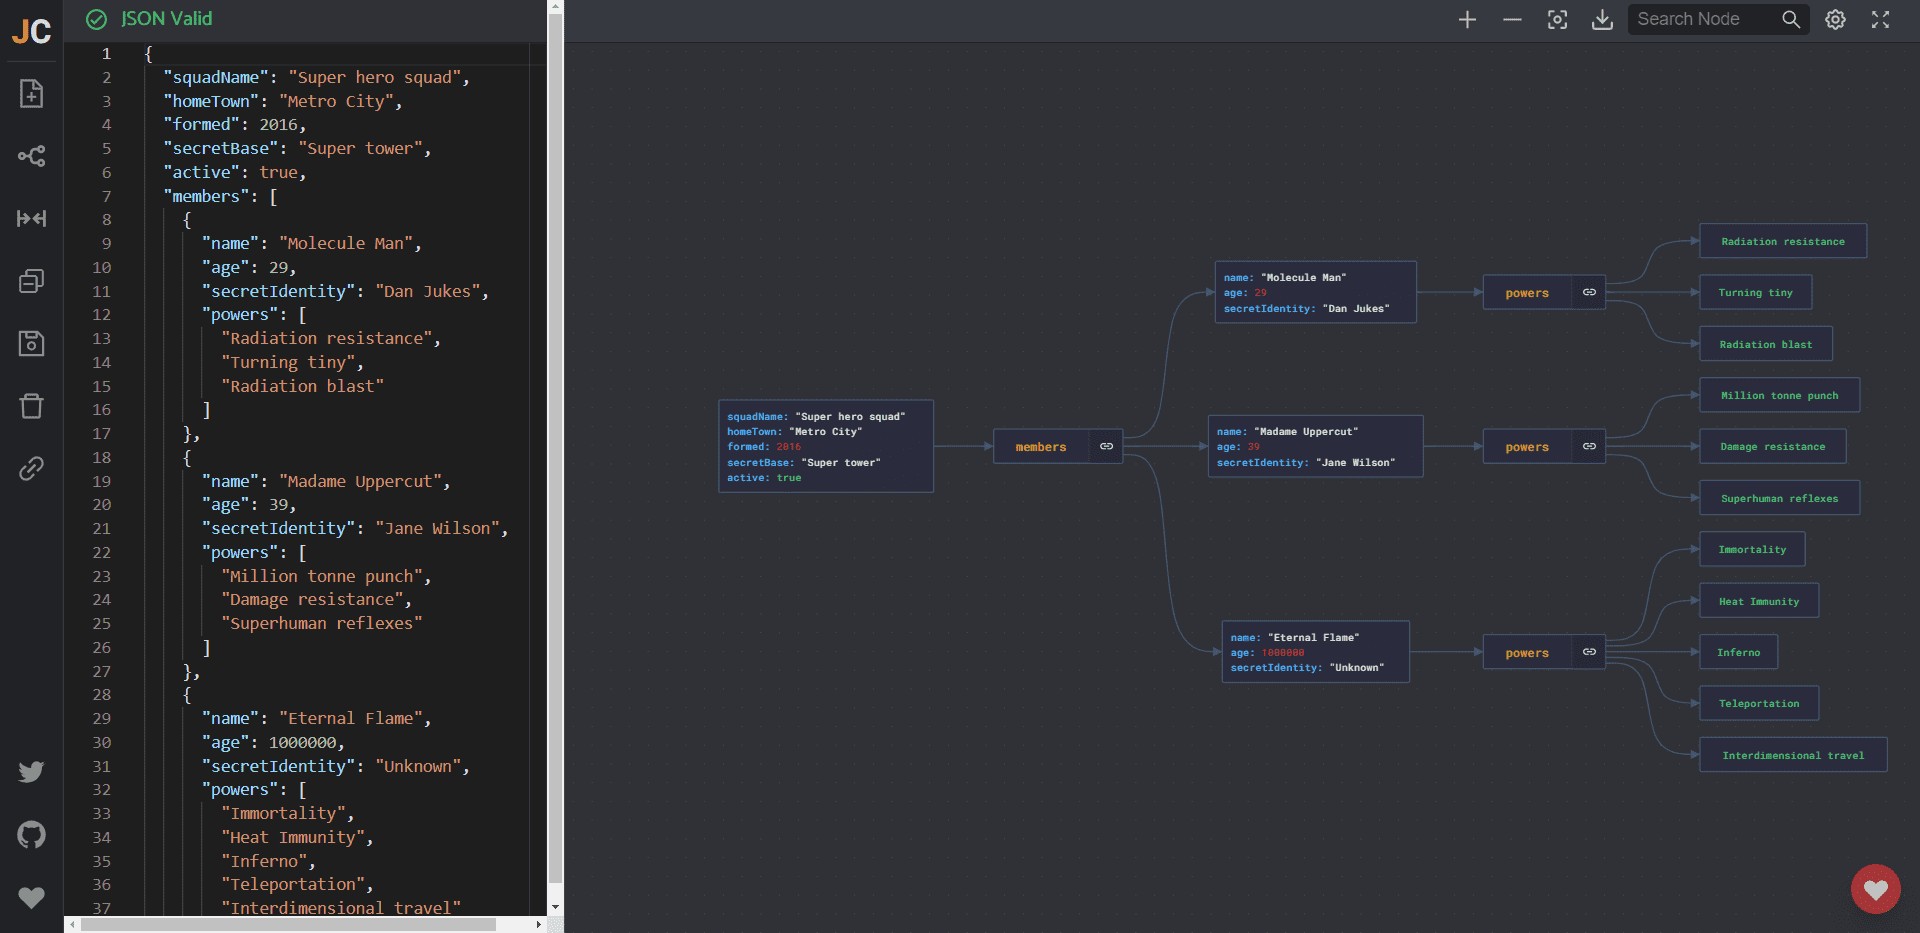 JC
JSON Valid
Search Node
1 {
2 "squadName": "Super hero squad",
3 "homeTown": "Metro City",
4 "formed": 2016,
5 "secretBase": "Super tower",
6 "active": true,
7 "members": [
8 {
9 "name": "Molecule Man",
10 "age": 29,
11 "secretIdentity": "Dan Jukes",
12 "powers": [
13 "Radiation resistance",
14 "Turning tiny",
15 "Radiation blast"
16 ]
17 },
18 {
19 "name": "Madame Uppercut",
20 "age": 39,
21 "secretIdentity": "Jane Wilson",
22 "powers": [
23 "Million tonne punch",
24 "Damage resistance",
25 "Superhuman reflexes"
26 ]
27 },
28 {
29 "name": "Eternal Flame",
30 "age": 1000000,
31 "secretIdentity": "Unknown",
32 "powers": [
33 "Immortality",
34 "Heat Immunity",
35 "Inferno",
36 "Teleportation",
37 "Interdimensional travel"
squadName: "Super hero squad"
homeTown: "Metro City"
formed: 2016
secretBase: "Super tower"
active: true
members
name: "Molecule Man"
age: 29
secretIdentity: "Dan Jukes"
powers
Radiation resistance
Turning tiny
Radiation blast
name: "Madame Uppercut"
age: 39
secretIdentity: "Jane Wilson"
powers
Million tonne punch
Damage resistance
Superhuman reflexes
name: "Eternal Flame"
age: 1000000
secretIdentity: "Unknown"
powers
Immortality
Heat Immunity
Inferno
Teleportation
Interdimensional travel